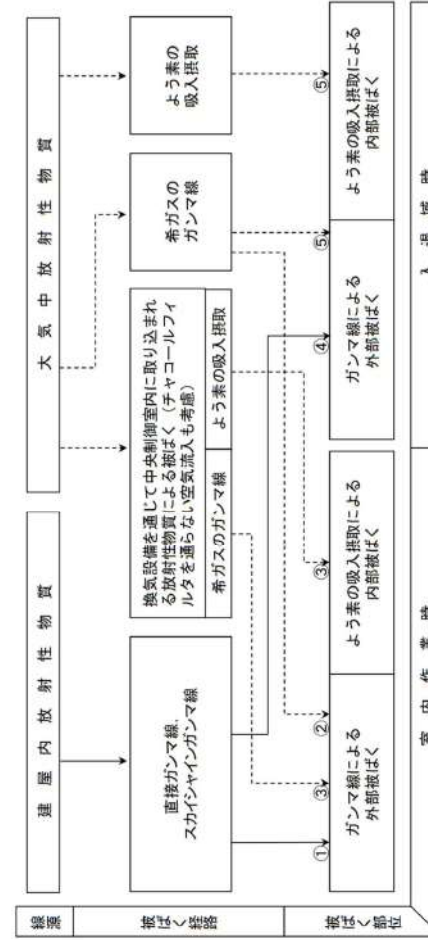 線源
建屋内放射性物質
大気中放射性物質
被ばく経路
直接ガンマ線、
スカイシャインガンマ線
換気設備を通じて中央制御室内に取り込まれ
る放射性物質による被ばく（チャコールフィ
ルタを通らない空気流入も考慮）
希ガスのガンマ線
よう素の吸入摂取
希ガスの
ガンマ線
よう素の
吸入摂取
被ばく部位
①
③
②
③
④
⑤
⑤
ガンマ線による
外部被ばく
よう素の吸入摂取による
内部被ばく
ガンマ線による
外部被ばく
よう素の吸入摂取による
内部被ばく
室内作業時
入退域時